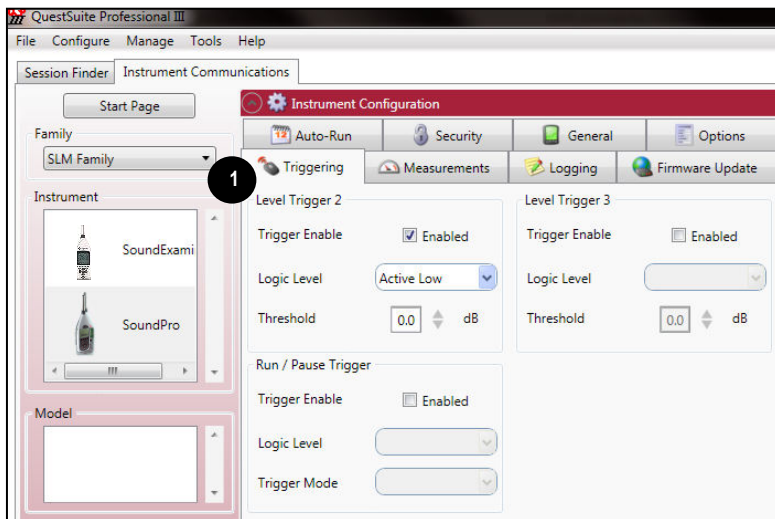 QuestSuite Professional III
File Configure Manage Tools Help
Session Finder Instrument Communications
Start Page
Instrument Configuration
Family
SLM Family
12 Auto-Run Security General Options
1
Triggering Measurements Logging Firmware Update
Instrument
SoundExami
SoundPro
Model
Level Trigger 2
Trigger Enable Enabled
Logic Level Active Low
Threshold 0.0 dB
Level Trigger 3
Trigger Enable Enabled
Logic Level
Threshold 0.0 dB
Run / Pause Trigger
Trigger Enable Enabled
Logic Level
Trigger Mode